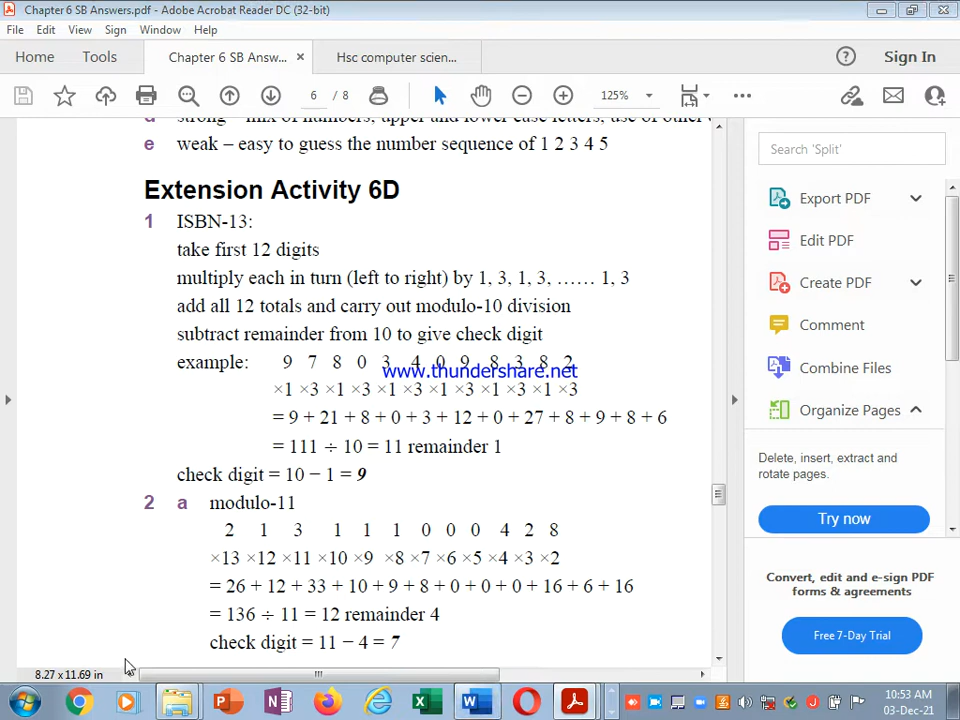 Chapter 6 SB Answers.pdf - Adobe Acrobat Reader DC (32-bit)
File Edit View Sign Window Help
Home Tools Chapter 6 SB Answ... × Hsc computer scien... Sign In
6 / 8 125%
e weak – easy to guess the number sequence of 1 2 3 4 5
Extension Activity 6D
1 ISBN-13:
take first 12 digits
multiply each in turn (left to right) by 1, 3, 1, 3, …… 1, 3
add all 12 totals and carry out modulo-10 division
subtract remainder from 10 to give check digit
example: 9 7 8 0 3 4 0 9 8 3 8 2
www.thundershare.net
×1 ×3 ×1 ×3 ×1 ×3 ×1 ×3 ×1 ×3 ×1 ×3
= 9 + 21 + 8 + 0 + 3 + 12 + 0 + 27 + 8 + 9 + 8 + 6
= 111 ÷ 10 = 11 remainder 1
check digit = 10 − 1 = 9
2 a modulo-11
2 1 3 1 1 1 0 0 0 4 2 8
×13 ×12 ×11 ×10 ×9 ×8 ×7 ×6 ×5 ×4 ×3 ×2
= 26 + 12 + 33 + 10 + 9 + 8 + 0 + 0 + 0 + 16 + 6 + 16
= 136 ÷ 11 = 12 remainder 4
check digit = 11 − 4 = 7
8.27 x 11.69 in
Search 'Split'
Export PDF
Edit PDF
Create PDF
Comment
Combine Files
Organize Pages
Delete, insert, extract and
rotate pages.
Try now
Convert, edit and e-sign PDF
forms & agreements
Free 7-Day Trial
10:53 AM
03-Dec-21